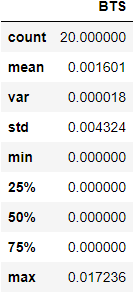 BTS
count 20.000000
mean 0.001601
var 0.000018
std 0.004324
min 0.000000
25% 0.000000
50% 0.000000
75% 0.000000
max 0.017236